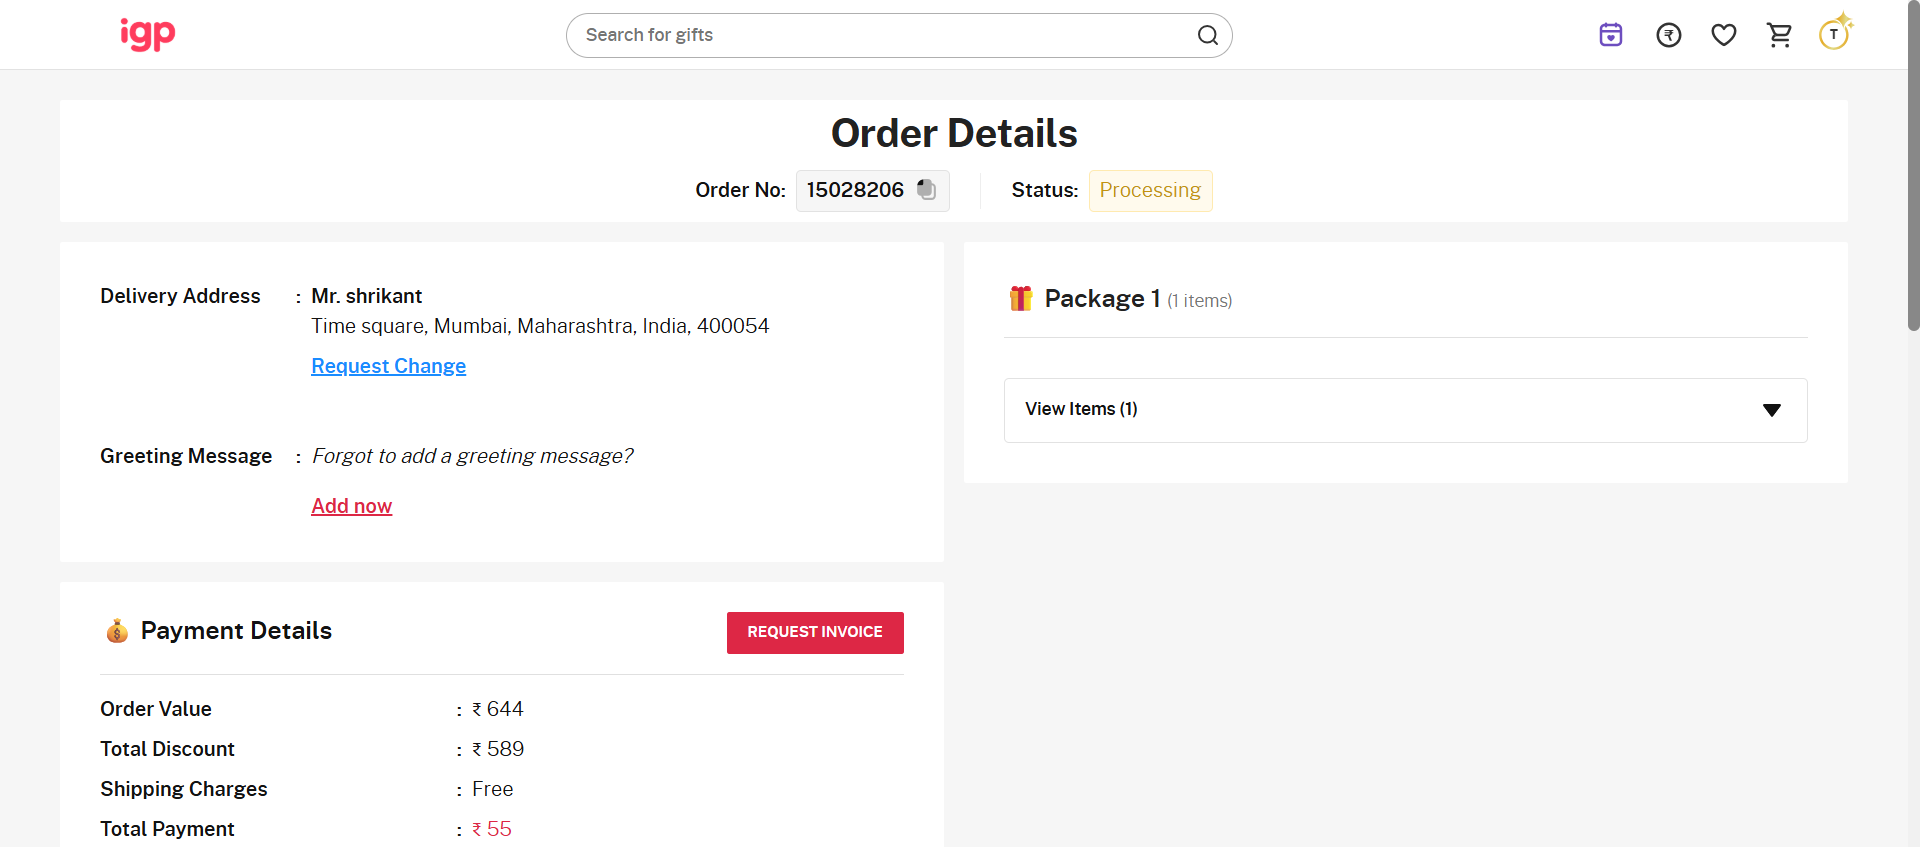 igp
Search for gifts
T
Order Details
Order No: 15028206
Status: Processing
Delivery Address : Mr. shrikant
Time square, Mumbai, Maharashtra, India, 400054
Request Change
Greeting Message : Forgot to add a greeting message?
Add now
Package 1 (1 items)
View Items (1)
Payment Details
REQUEST INVOICE
Order Value : ₹ 644
Total Discount : ₹ 589
Shipping Charges : Free
Total Payment : ₹ 55